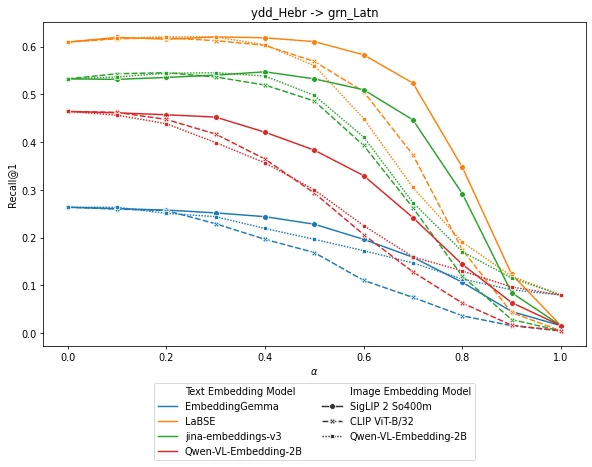 ydd_Hebr -> grn_Latn
Recall@1
0.6
0.5
0.4
0.3
0.2
0.1
0.0
0.0 0.2 0.4 0.6 0.8 1.0
α
Text Embedding Model Image Embedding Model
EmbeddingGemma SigLIP 2 So400m
LaBSE CLIP ViT-B/32
jina-embeddings-v3 Qwen-VL-Embedding-2B
Qwen-VL-Embedding-2B